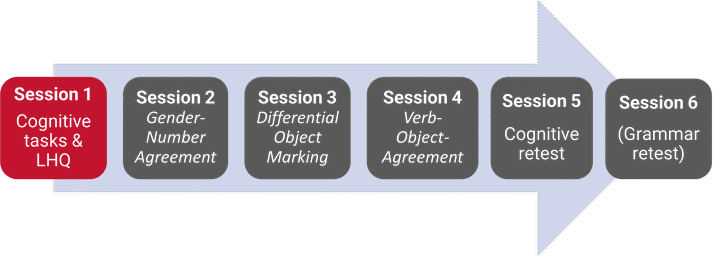 Session 1
Cognitive
tasks &
LHQ
Session 2
Gender-
Number
Agreement
Session 3
Differential
Object
Marking
Session 4
Verb-
Object-
Agreement
Session 5
Cognitive
retest
Session 6
(Grammar
retest)